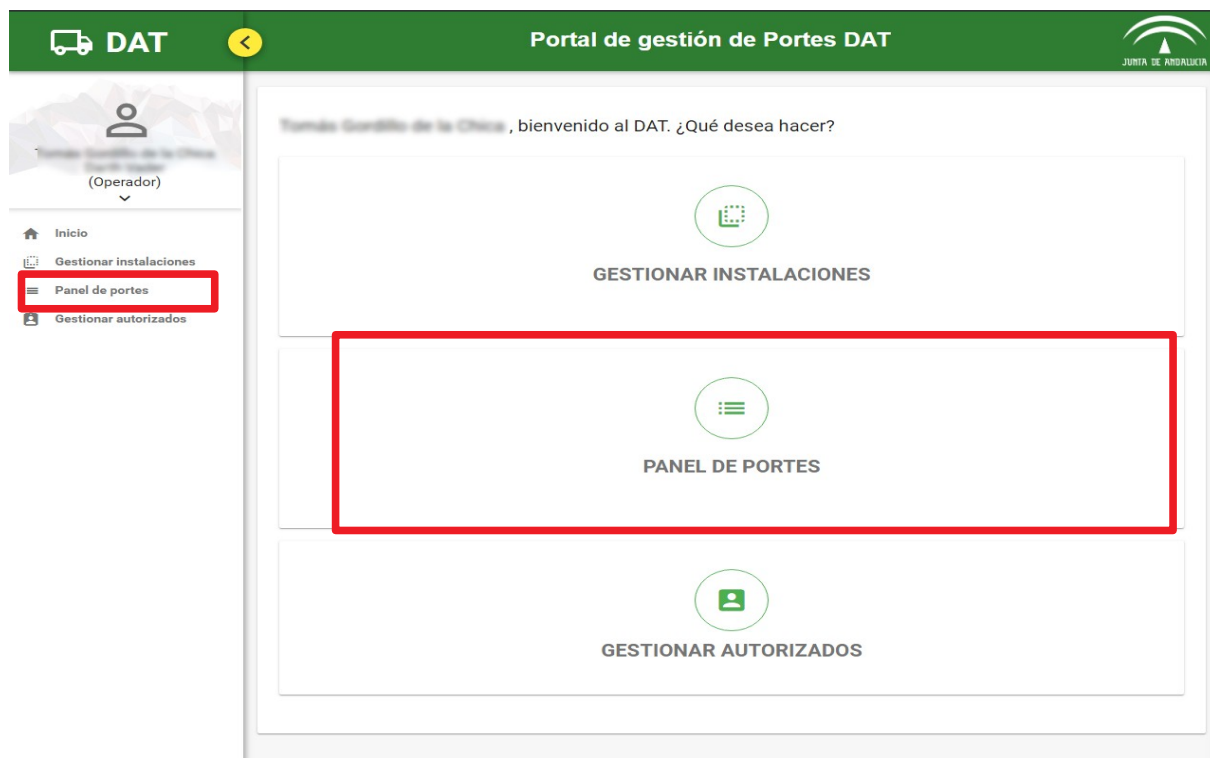 DAT
Portal de gestión de Portes DAT
JUNTA DE ANDALUCIA
(Operador)
Inicio
Gestionar instalaciones
Panel de portes
Gestionar autorizados
, bienvenido al DAT. ¿Qué desea hacer?
GESTIONAR INSTALACIONES
PANEL DE PORTES
GESTIONAR AUTORIZADOS